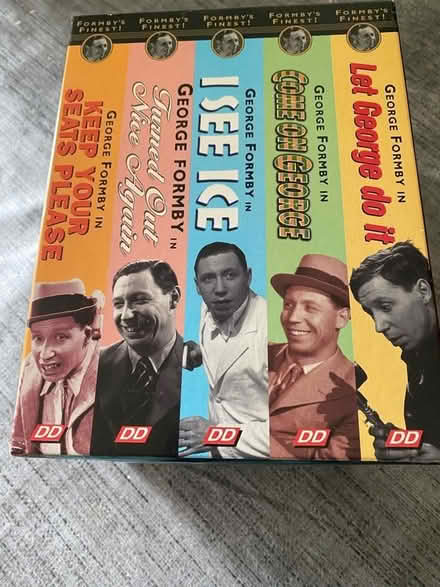 FORMBY'S
FINEST!
GEORGE FORMBY IN
KEEP YOUR
SEATS PLEASE
DD
FORMBY'S
FINEST!
GEORGE FORMBY IN
Turned Out
Nice Again
DD
FORMBY'S
FINEST!
GEORGE FORMBY IN
I SEE ICE
DD
FORMBY'S
FINEST!
GEORGE FORMBY IN
COME ON GEORGE
DD
FORMBY'S
FINEST!
GEORGE FORMBY IN
Let George do it
DD